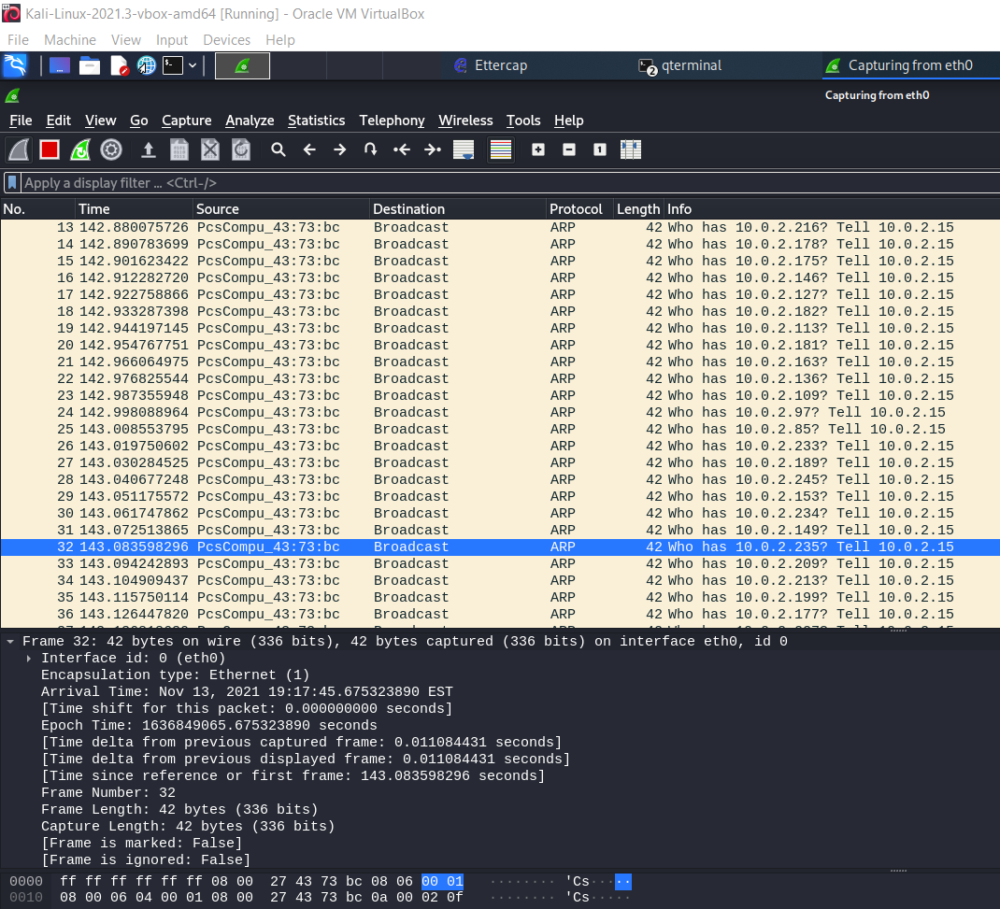 Kali-Linux-2021.3-vbox-amd64 [Running] - Oracle VM VirtualBox
File Machine View Input Devices Help
Ettercap 2 qterminal Capturing from eth0
Capturing from eth0
File Edit View Go Capture Analyze Statistics Telephony Wireless Tools Help
Apply a display filter … <Ctrl-/>
No. Time Source Destination Protocol Length Info
13 142.880075726 PcsCompu_43:73:bc Broadcast ARP 42 Who has 10.0.2.216? Tell 10.0.2.15
14 142.890783699 PcsCompu_43:73:bc Broadcast ARP 42 Who has 10.0.2.178? Tell 10.0.2.15
15 142.901623422 PcsCompu_43:73:bc Broadcast ARP 42 Who has 10.0.2.175? Tell 10.0.2.15
16 142.912282720 PcsCompu_43:73:bc Broadcast ARP 42 Who has 10.0.2.146? Tell 10.0.2.15
17 142.922758866 PcsCompu_43:73:bc Broadcast ARP 42 Who has 10.0.2.127? Tell 10.0.2.15
18 142.933287398 PcsCompu_43:73:bc Broadcast ARP 42 Who has 10.0.2.182? Tell 10.0.2.15
19 142.944197145 PcsCompu_43:73:bc Broadcast ARP 42 Who has 10.0.2.113? Tell 10.0.2.15
20 142.954767751 PcsCompu_43:73:bc Broadcast ARP 42 Who has 10.0.2.181? Tell 10.0.2.15
21 142.966064975 PcsCompu_43:73:bc Broadcast ARP 42 Who has 10.0.2.163? Tell 10.0.2.15
22 142.976825544 PcsCompu_43:73:bc Broadcast ARP 42 Who has 10.0.2.136? Tell 10.0.2.15
23 142.987355948 PcsCompu_43:73:bc Broadcast ARP 42 Who has 10.0.2.109? Tell 10.0.2.15
24 142.998088964 PcsCompu_43:73:bc Broadcast ARP 42 Who has 10.0.2.97? Tell 10.0.2.15
25 143.008553795 PcsCompu_43:73:bc Broadcast ARP 42 Who has 10.0.2.85? Tell 10.0.2.15
26 143.019750602 PcsCompu_43:73:bc Broadcast ARP 42 Who has 10.0.2.233? Tell 10.0.2.15
27 143.030284525 PcsCompu_43:73:bc Broadcast ARP 42 Who has 10.0.2.189? Tell 10.0.2.15
28 143.040677248 PcsCompu_43:73:bc Broadcast ARP 42 Who has 10.0.2.245? Tell 10.0.2.15
29 143.051175572 PcsCompu_43:73:bc Broadcast ARP 42 Who has 10.0.2.153? Tell 10.0.2.15
30 143.061747862 PcsCompu_43:73:bc Broadcast ARP 42 Who has 10.0.2.234? Tell 10.0.2.15
31 143.072513865 PcsCompu_43:73:bc Broadcast ARP 42 Who has 10.0.2.149? Tell 10.0.2.15
32 143.083598296 PcsCompu_43:73:bc Broadcast ARP 42 Who has 10.0.2.235? Tell 10.0.2.15
33 143.094242893 PcsCompu_43:73:bc Broadcast ARP 42 Who has 10.0.2.209? Tell 10.0.2.15
34 143.104909437 PcsCompu_43:73:bc Broadcast ARP 42 Who has 10.0.2.213? Tell 10.0.2.15
35 143.115750114 PcsCompu_43:73:bc Broadcast ARP 42 Who has 10.0.2.199? Tell 10.0.2.15
36 143.126447820 PcsCompu_43:73:bc Broadcast ARP 42 Who has 10.0.2.177? Tell 10.0.2.15
Frame 32: 42 bytes on wire (336 bits), 42 bytes captured (336 bits) on interface eth0, id 0
Interface id: 0 (eth0)
Encapsulation type: Ethernet (1)
Arrival Time: Nov 13, 2021 19:17:45.675323890 EST
[Time shift for this packet: 0.000000000 seconds]
Epoch Time: 1636849065.675323890 seconds
[Time delta from previous captured frame: 0.011084431 seconds]
[Time delta from previous displayed frame: 0.011084431 seconds]
[Time since reference or first frame: 143.083598296 seconds]
Frame Number: 32
Frame Length: 42 bytes (336 bits)
Capture Length: 42 bytes (336 bits)
[Frame is marked: False]
[Frame is ignored: False]
0000 ff ff ff ff ff ff 08 00 27 43 73 bc 08 06 00 01 ········ 'Cs·····
0010 08 00 06 04 00 01 08 00 27 43 73 bc 0a 00 02 0f ········ 'Cs·····